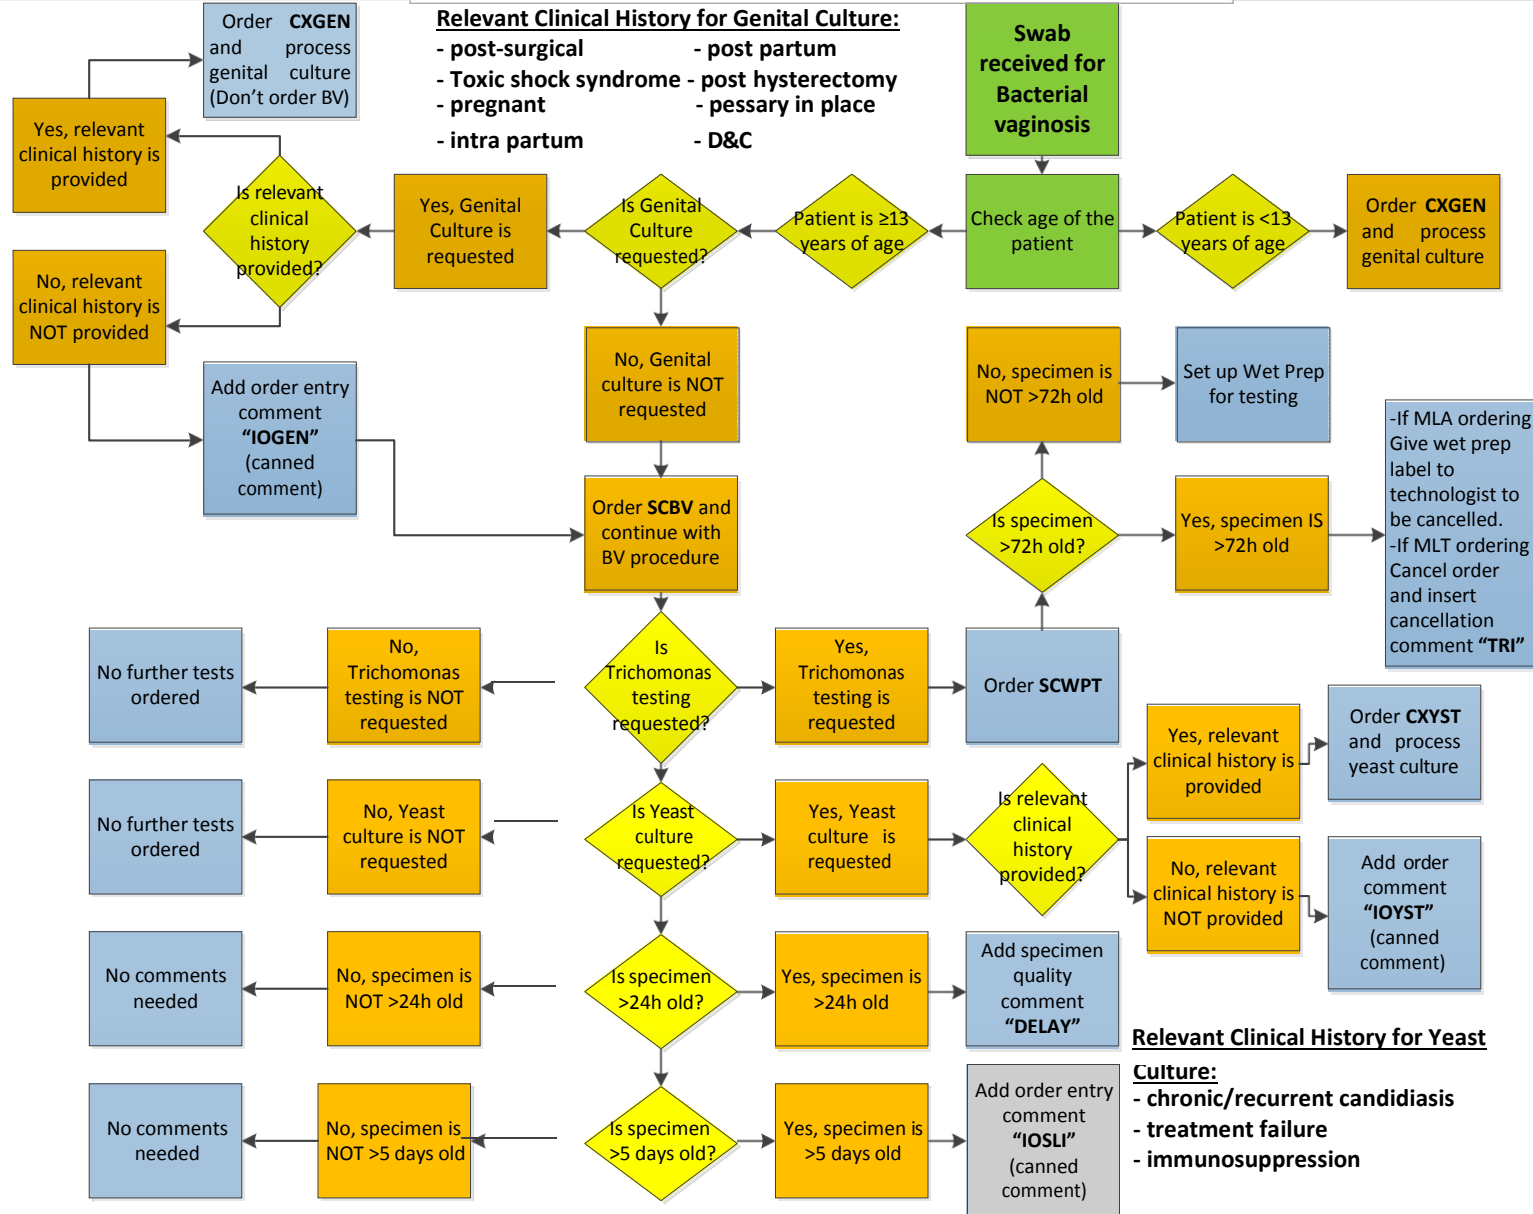 Relevant Clinical History for Genital Culture:
- post-surgical - post partum
- Toxic shock syndrome - post hysterectomy
- pregnant - pessary in place
- intra partum - D&C
Order CXGEN
and process
genital culture
(Don’t order BV)
Swab
received for
Bacterial
vaginosis
Yes, relevant
clinical history is
provided
Is relevant
clinical
history
provided?
Yes, Genital
Culture is
requested
Is Genital
Culture
requested?
Patient is ≥13
years of age
Check age of the
patient
Patient is <13
years of age
Order CXGEN
and process
genital culture
No, relevant
clinical history is
NOT provided
Add order entry
comment
“IOGEN”
(canned
comment)
No, Genital
culture is NOT
requested
No, specimen is
NOT >72h old
Set up Wet Prep
for testing
Order SCBV and
continue with
BV procedure
Is specimen
>72h old?
Yes, specimen IS
>72h old
-If MLA ordering
Give wet prep
label to
technologist to
be cancelled.
-If MLT ordering
Cancel order
and insert
cancellation
comment “TRI”
No further tests
ordered
No,
Trichomonas
testing is NOT
requested
Is
Trichomonas
testing
requested?
Yes,
Trichomonas
testing is
requested
Order SCWPT
No further tests
ordered
No, Yeast
culture is NOT
requested
Is Yeast
culture
requested?
Yes, Yeast
culture is
requested
Is relevant
clinical
history
provided?
Yes, relevant
clinical history is
provided
Order CXYST
and process
yeast culture
No, relevant
clinical history is
NOT provided
Add order
comment
“IOYST”
(canned
comment)
No comments
needed
No, specimen is
NOT >24h old
Is specimen
>24h old?
Yes, specimen is
>24h old
Add specimen
quality
comment
“DELAY”
No comments
needed
No, specimen is
NOT >5 days old
Is specimen
>5 days old?
Yes, specimen is
>5 days old
Add order entry
comment
“IOSLI”
(canned
comment)
Relevant Clinical History for Yeast
Culture:
- chronic/recurrent candidiasis
- treatment failure
- immunosuppression